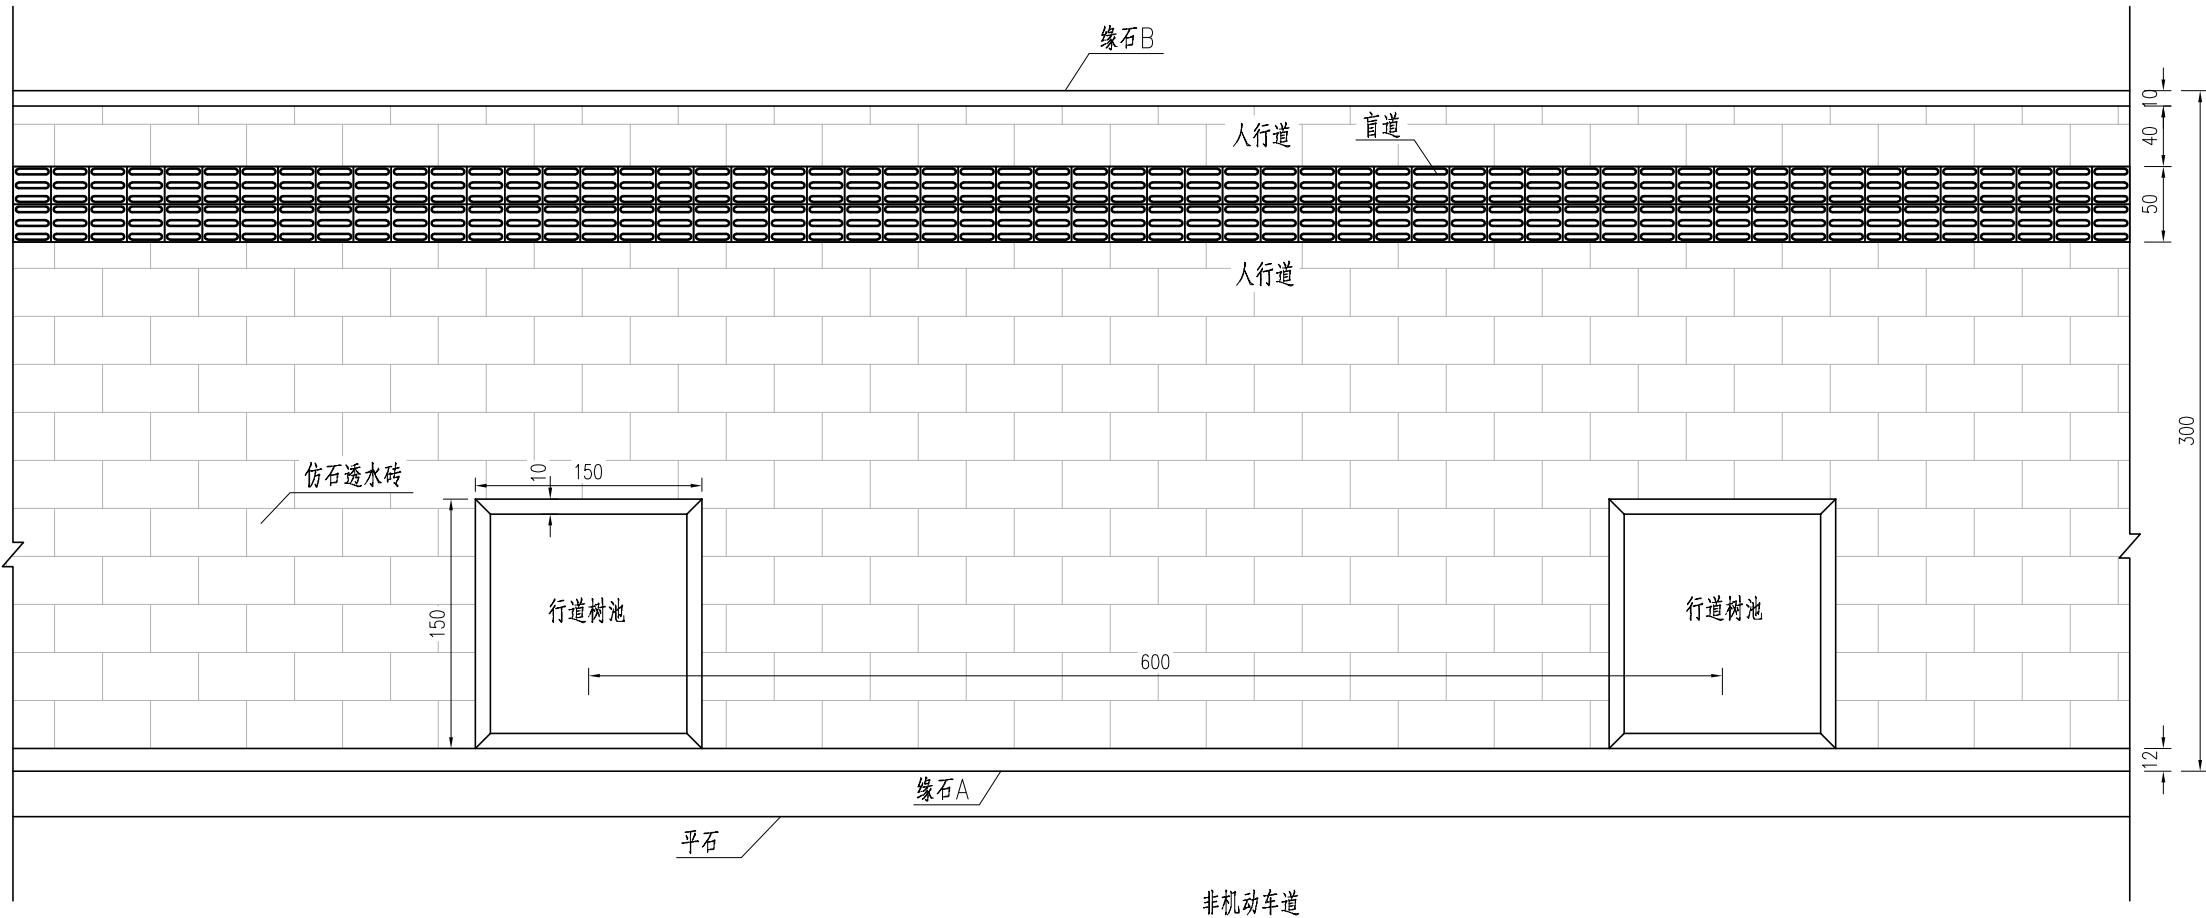 缘石B
10
人行道
盲道
40
50
人行道
300
仿石透水砖
10
150
150
行道树池
行道树池
600
12
缘石A
平石
非机动车道